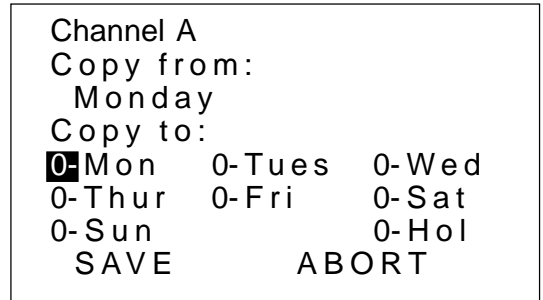 Channel A
Copy from:
Monday
Copy to:
0-Mon 0-Tues 0-Wed
0-Thur 0-Fri 0-Sat
0-Sun 0-Hol
SAVE ABORT